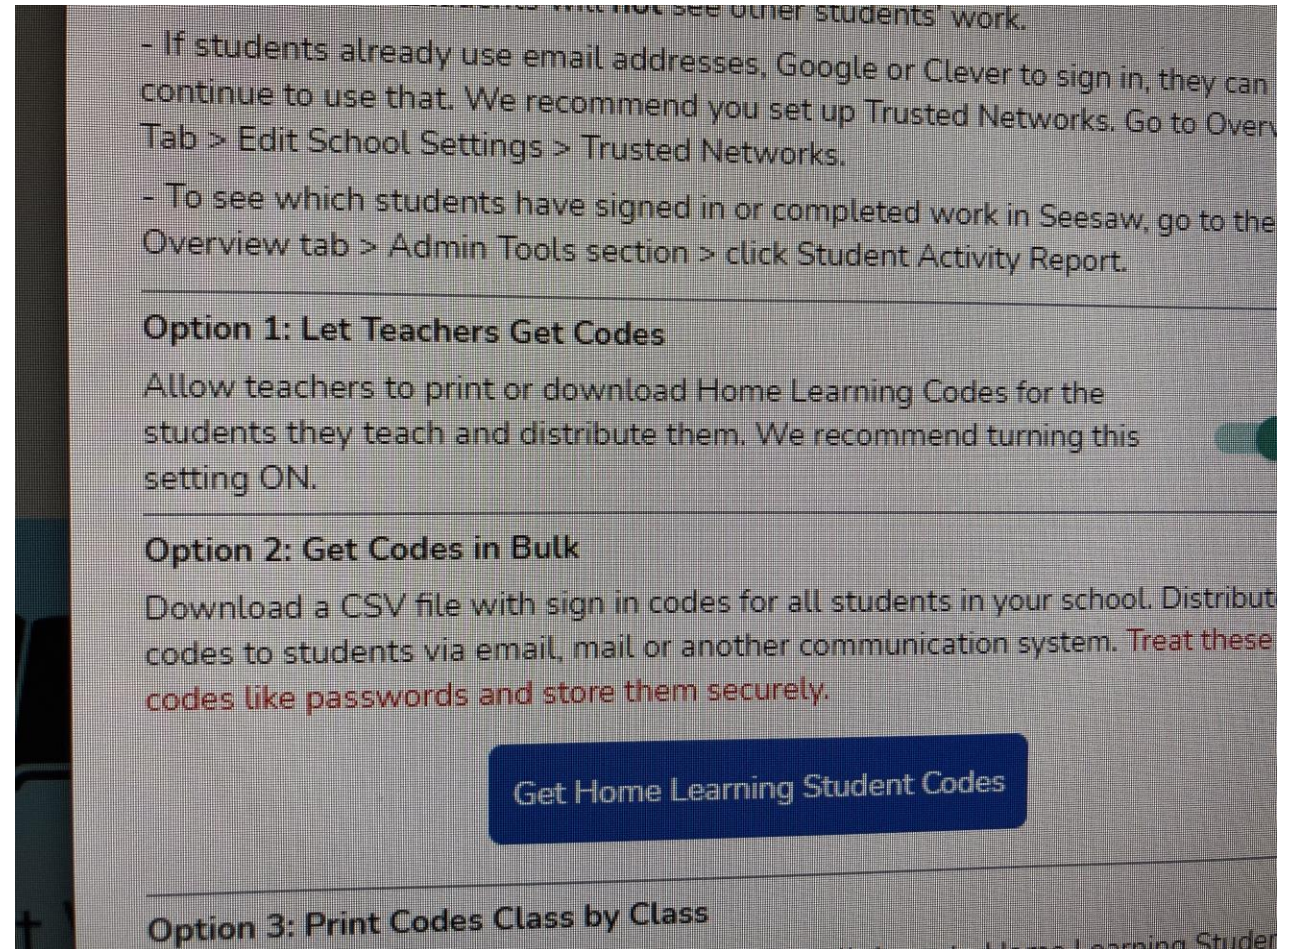 will not see other students' work.
- If students already use email addresses, Google or Clever to sign in, they can
continue to use that. We recommend you set up Trusted Networks. Go to
Tab > Edit School Settings > Trusted Networks.
- To see which students have signed in or completed work in Seesaw, go to the
Overview tab > Admin Tools section > click Student Activity Report.
Option 1: Let Teachers Get Codes
Allow teachers to print or download Home Learning Codes for the
students they teach and distribute them. We recommend turning this
setting ON.
Option 2: Get Codes in Bulk
Download a CSV file with sign in codes for all students in your school. Distribute
codes to students via email, mail or another communication system. Treat these
codes like passwords and store them securely.
Get Home Learning Student Codes
Option 3: Print Codes Class by Class